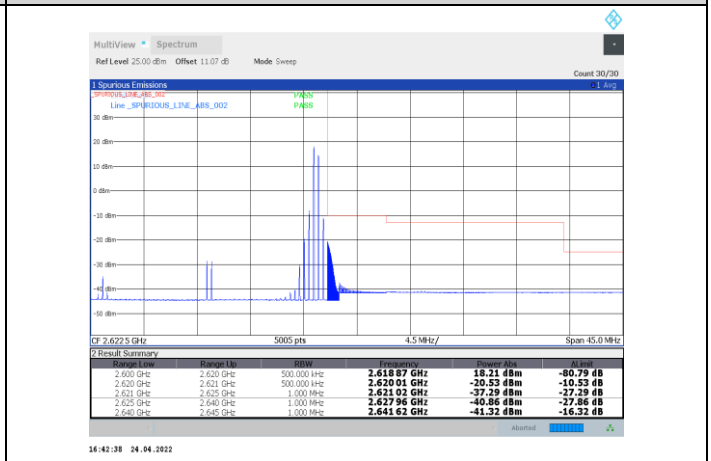 MultiView Spectrum
Ref Level 25.00 dBm Offset 11.07 dB Mode Sweep
Count 30/30
1 Spurious Emissions 1 Avg
_SPURIOUS_LINE_ABS_002 PASS
Line _SPURIOUS_LINE_ABS_002 PASS
30 dBm
20 dBm
10 dBm
0 dBm
-10 dBm
-20 dBm
-30 dBm
-40 dBm
-50 dBm
CF 2.6225 GHz 5005 pts 4.5 MHz/ Span 45.0 MHz
2 Result Summary
Range Low Range Up RBW Frequency Power Abs ΔLimit
2.600 GHz 2.620 GHz 500.000 kHz 2.618 87 GHz 18.21 dBm -80.79 dB
2.620 GHz 2.621 GHz 500.000 kHz 2.620 01 GHz -20.53 dBm -10.53 dB
2.621 GHz 2.625 GHz 1.000 MHz 2.621 02 GHz -37.29 dBm -27.29 dB
2.625 GHz 2.640 GHz 1.000 MHz 2.627 96 GHz -40.86 dBm -27.86 dB
2.640 GHz 2.645 GHz 1.000 MHz 2.641 62 GHz -41.32 dBm -16.32 dB
Aborted
16:42:38 24.04.2022